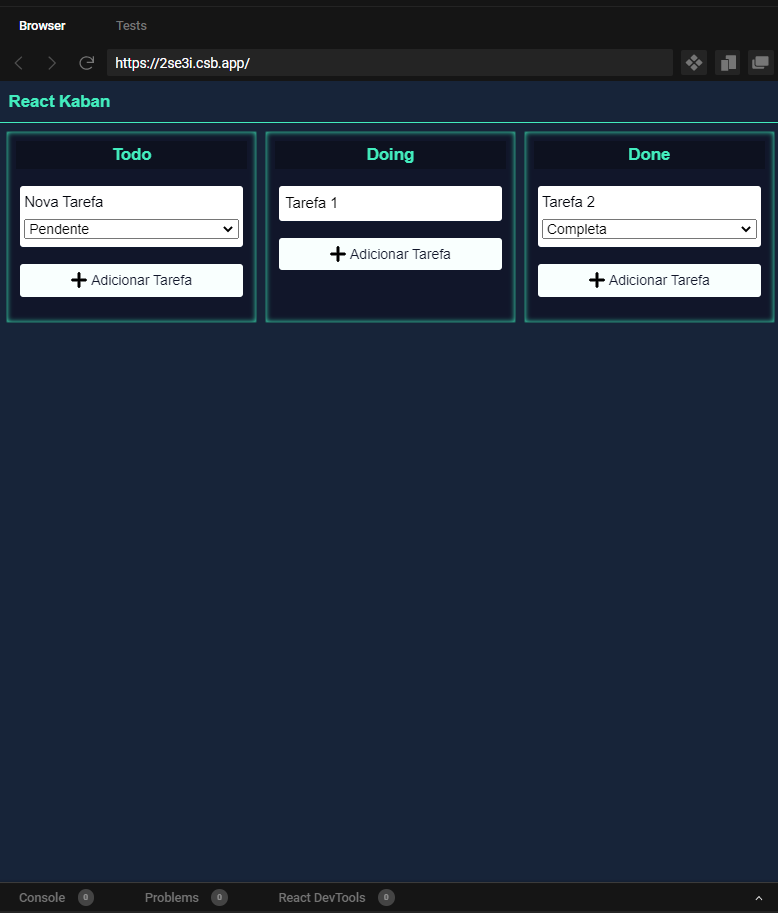 Browser Tests
https://2se3i.csb.app/
React Kaban
Todo
Nova Tarefa
Pendente
Adicionar Tarefa
Doing
Tarefa 1
Adicionar Tarefa
Done
Tarefa 2
Completa
Adicionar Tarefa
Console 0 Problems 0 React DevTools 0